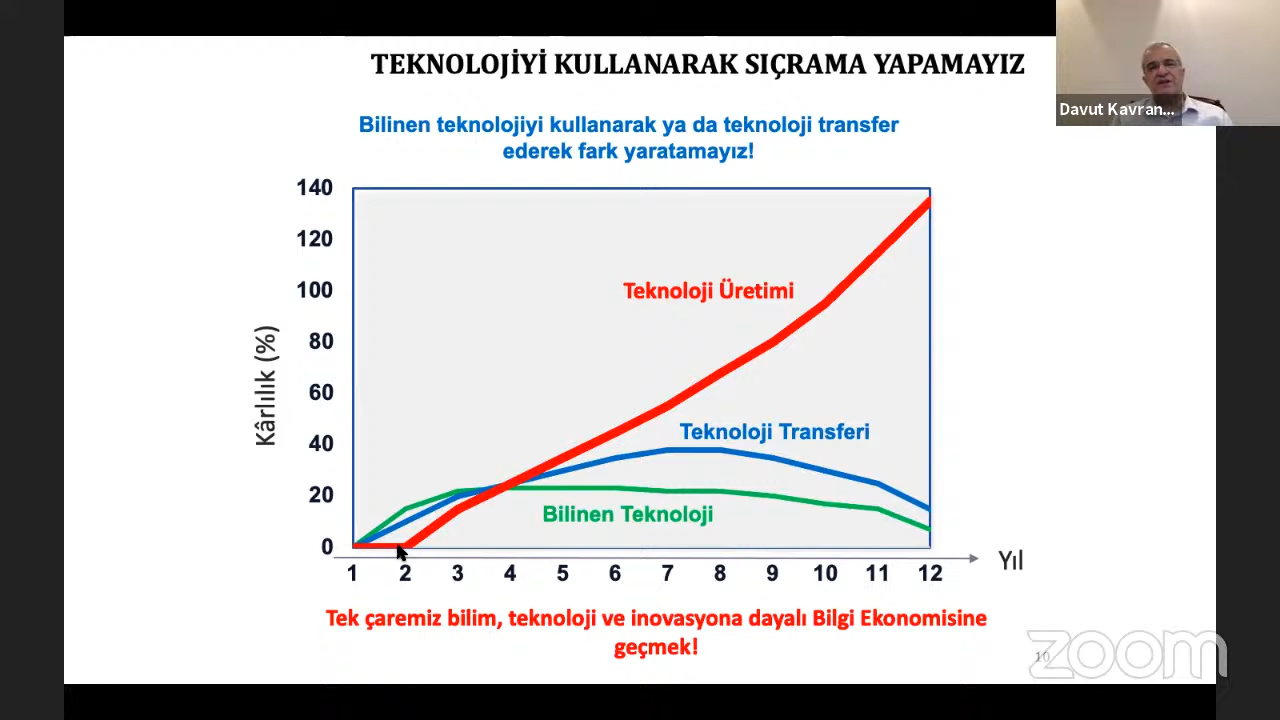 TEKNOLOJİYİ KULLANARAK SIÇRAMA YAPAMAYIZ
Davut Kavran...
Bilinen teknolojiyi kullanarak ya da teknoloji transfer
ederek fark yaratamayız!
140
120
100
80
60
40
20
0
Kârlılık (%)
Teknoloji Üretimi
Teknoloji Transferi
Bilinen Teknoloji
1 2 3 4 5 6 7 8 9 10 11 12
Yıl
Tek çaremiz bilim, teknoloji ve inovasyona dayalı Bilgi Ekonomisine
geçmek!
10
zoom